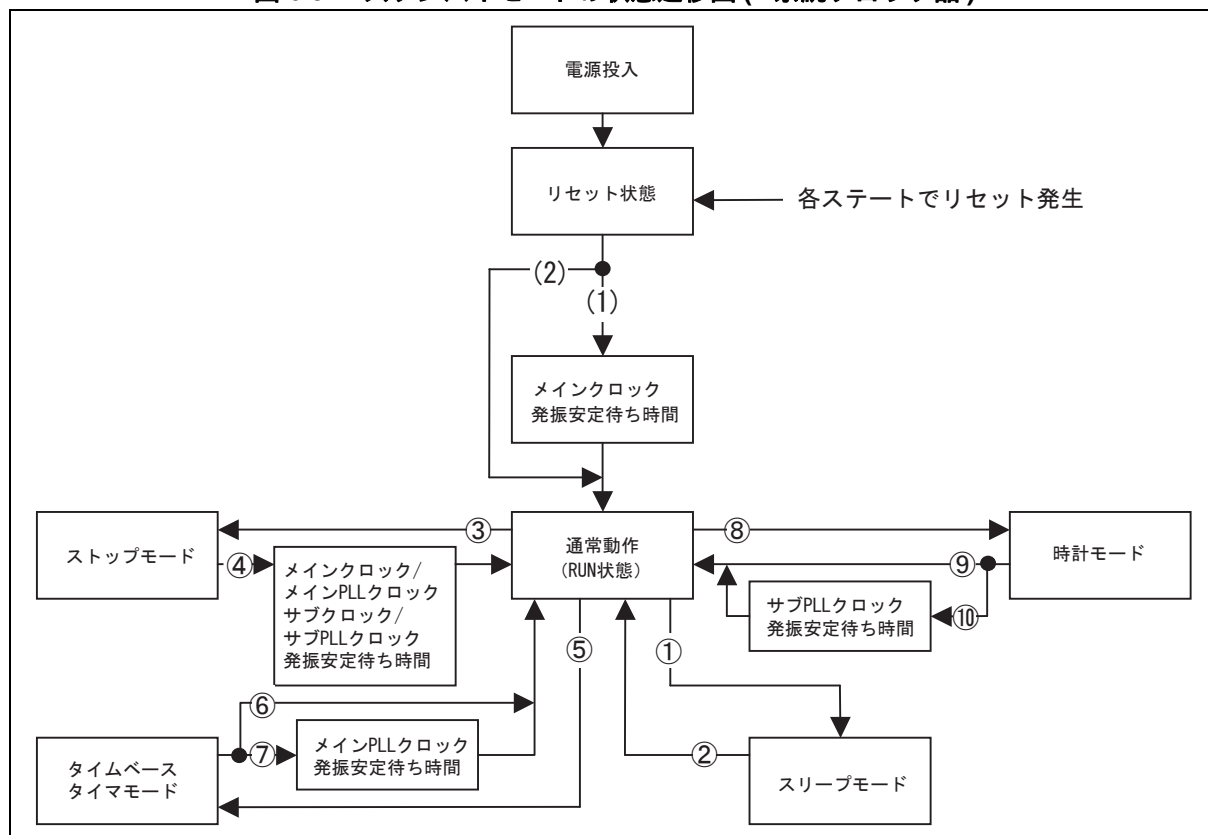 電源投入
リセット状態
各ステートでリセット発生
(2)
(1)
メインクロック
発振安定待ち時間
ストップモード
③
通常動作
(RUN状態)
⑧
時計モード
④
メインクロック/
メインPLLクロック
サブクロック/
サブPLLクロック
発振安定待ち時間
⑨
サブPLLクロック
発振安定待ち時間
⑩
⑤
①
⑥
⑦
メインPLLクロック
発振安定待ち時間
②
タイムベース
タイマモード
スリープモード